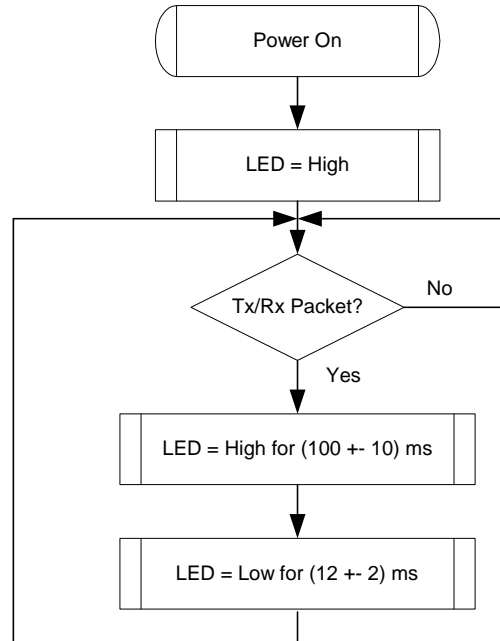 Power On
LED = High
Tx/Rx Packet?
No
Yes
LED = High for (100 +- 10) ms
LED = Low for (12 +- 2) ms